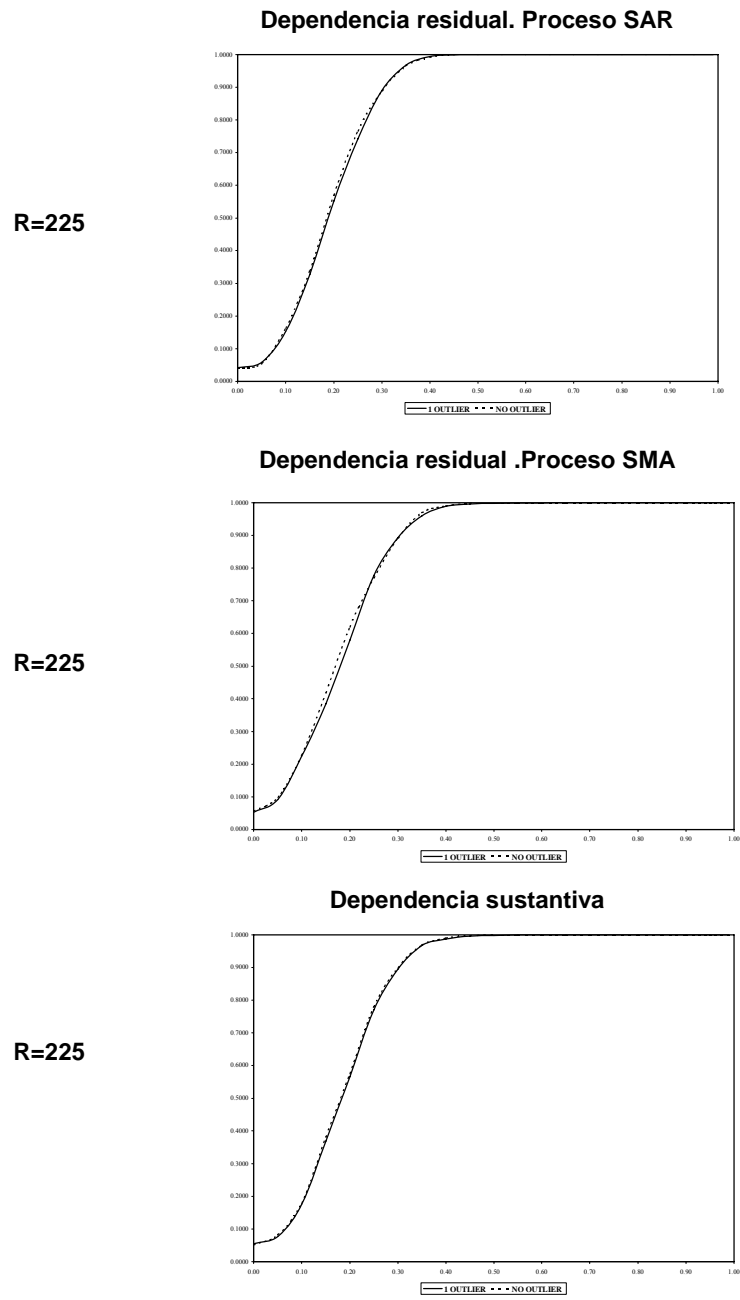 Dependencia residual. Proceso SAR
R=225
1.0000
0.9000
0.8000
0.7000
0.6000
0.5000
0.4000
0.3000
0.2000
0.1000
0.0000
0.00 0.10 0.20 0.30 0.40 0.50 0.60 0.70 0.80 0.90 1.00
1 OUTLIER NO OUTLIER
Dependencia residual .Proceso SMA
R=225
1.0000
0.9000
0.8000
0.7000
0.6000
0.5000
0.4000
0.3000
0.2000
0.1000
0.0000
0.00 0.10 0.20 0.30 0.40 0.50 0.60 0.70 0.80 0.90 1.00
1 OUTLIER NO OUTLIER
Dependencia sustantiva
R=225
1.0000
0.9000
0.8000
0.7000
0.6000
0.5000
0.4000
0.3000
0.2000
0.1000
0.0000
0.00 0.10 0.20 0.30 0.40 0.50 0.60 0.70 0.80 0.90 1.00
1 OUTLIER NO OUTLIER